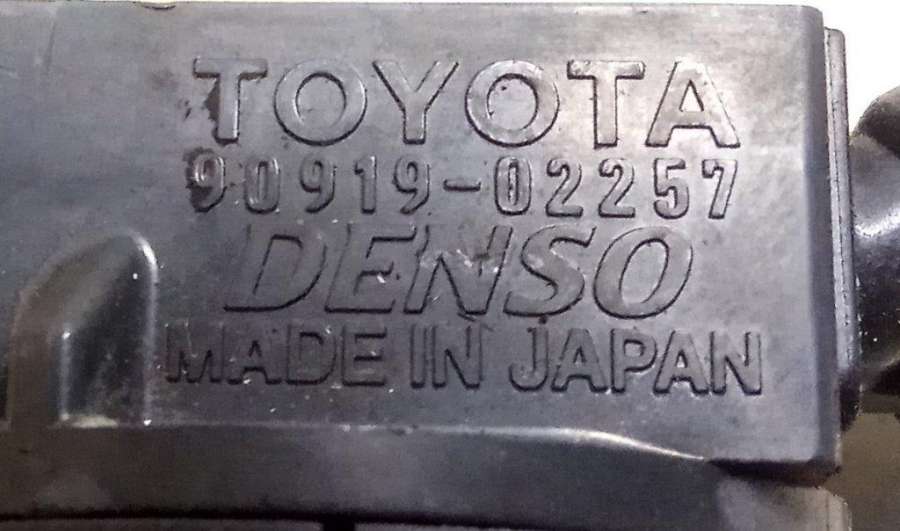 TOYOTA
90919-02257
DENSO
MADE IN JAPAN